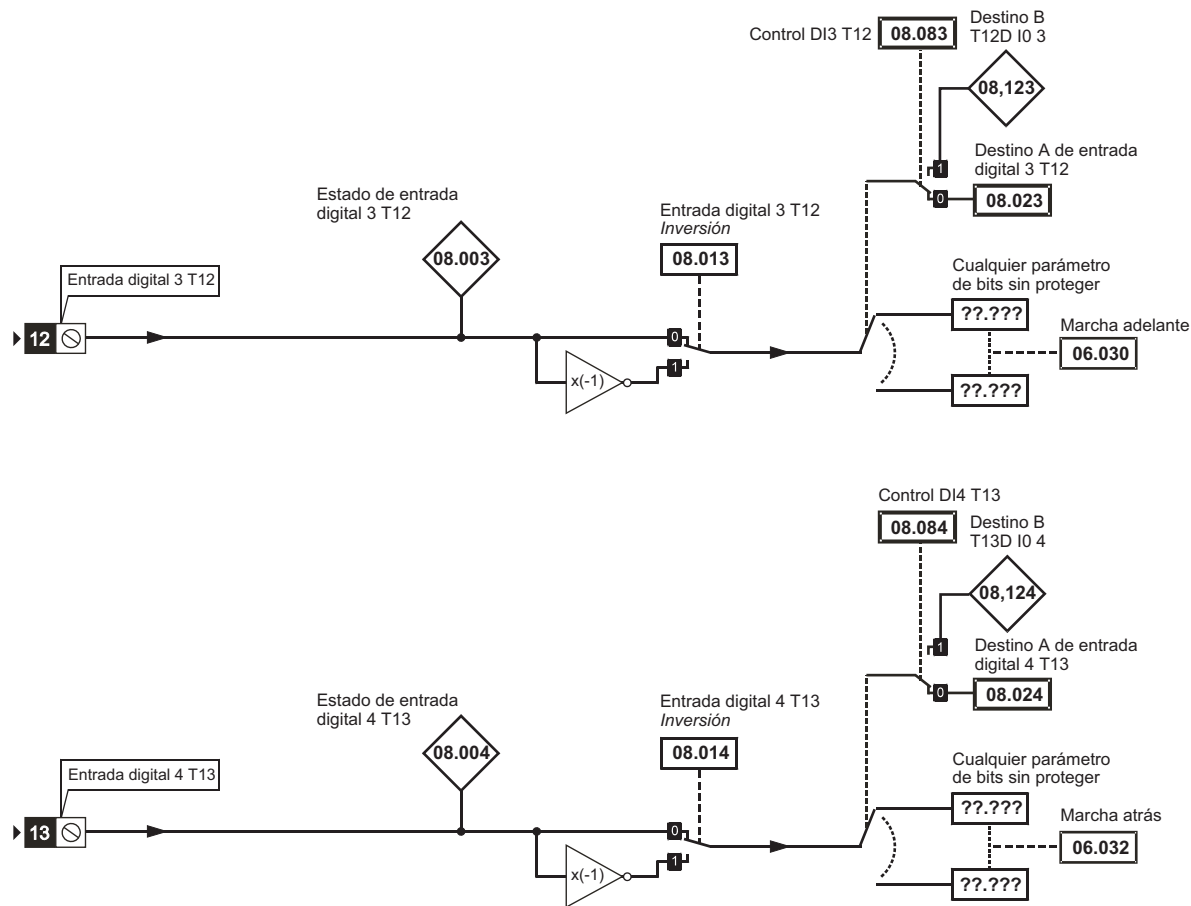 Control DI3 T12
08.083
Destino B
T12D I0 3
08,123
1
0
Destino A de entrada
digital 3 T12
08.023
Estado de entrada
digital 3 T12
08.003
Entrada digital 3 T12
Inversión
08.013
Entrada digital 3 T12
12
0
1
x(-1)
Cualquier parámetro
de bits sin proteger
??.???
??.???
Marcha adelante
06.030
Control DI4 T13
08.084
Destino B
T13D I0 4
08,124
1
0
Destino A de entrada
digital 4 T13
08.024
Estado de entrada
digital 4 T13
08.004
Entrada digital 4 T13
Inversión
08.014
Entrada digital 4 T13
13
0
1
x(-1)
Cualquier parámetro
de bits sin proteger
??.???
??.???
Marcha atrás
06.032